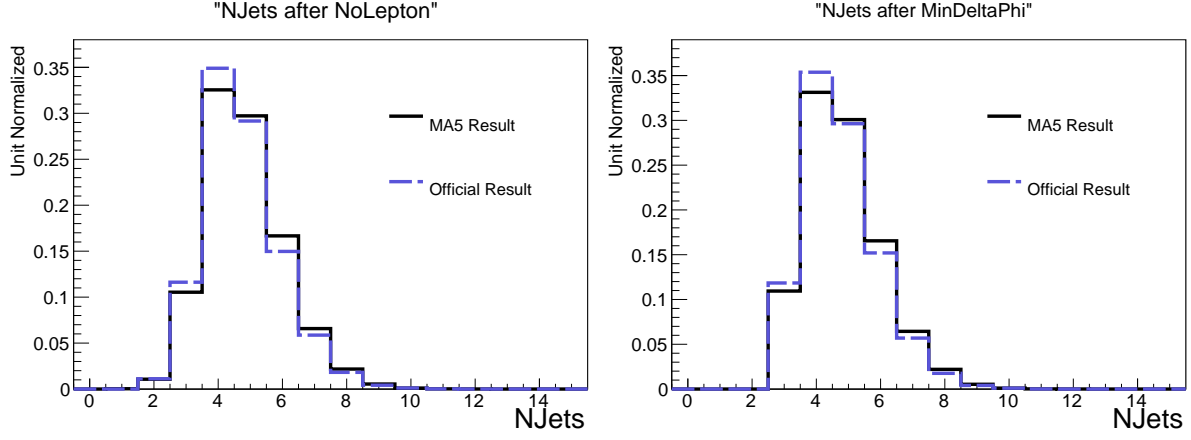 "NJets after NoLepton"
Unit Normalized
0.35
0.3
0.25
0.2
0.15
0.1
0.05
0
MA5 Result
Official Result
0 2 4 6 8 10 12 14
NJets
"NJets after MinDeltaPhi"
Unit Normalized
0.35
0.3
0.25
0.2
0.15
0.1
0.05
0
MA5 Result
Official Result
0 2 4 6 8 10 12 14
NJets